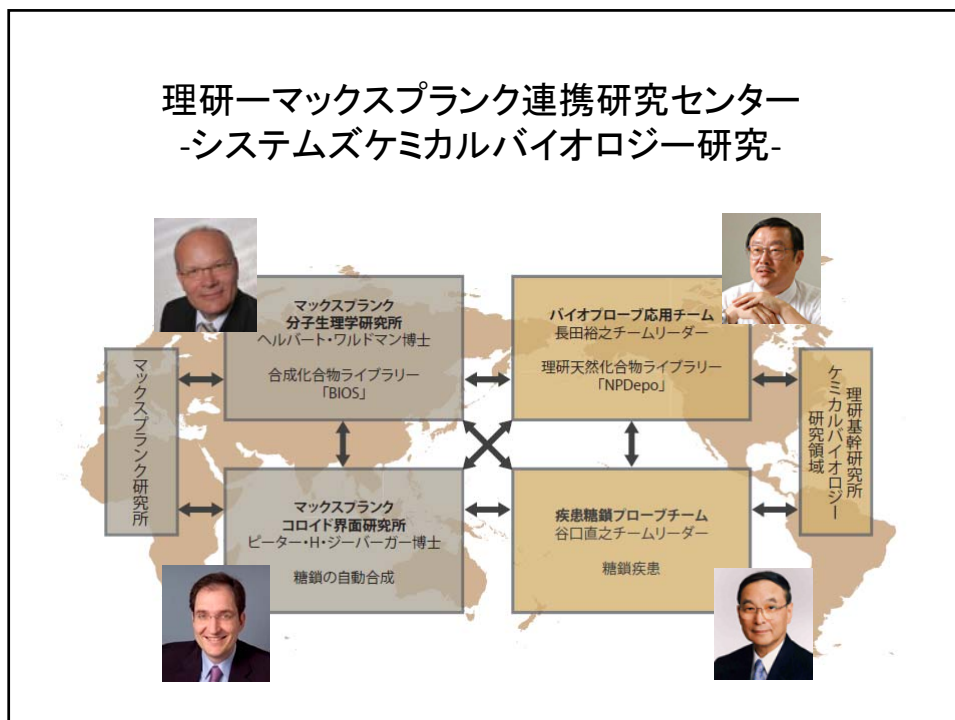 理研ーマックスプランク連携研究センター
-システムズケミカルバイオロジー研究-
マックスプランク
分子生理学研究所
ヘルバート・ワルドマン博士
合成化合物ライブラリー
「BIOS」
バイオプローブ応用チーム
長田裕之チームリーダー
理研天然化合物ライブラリー
「NPDepo」
マックスプランク研究所
理研基幹研究所
ケミカルバイオロジー
研究領域
マックスプランク
コロイド界面研究所
ピーター・H・ジーバーガー博士
糖鎖の自動合成
疾患糖鎖プローブチーム
谷口直之チームリーダー
糖鎖疾患